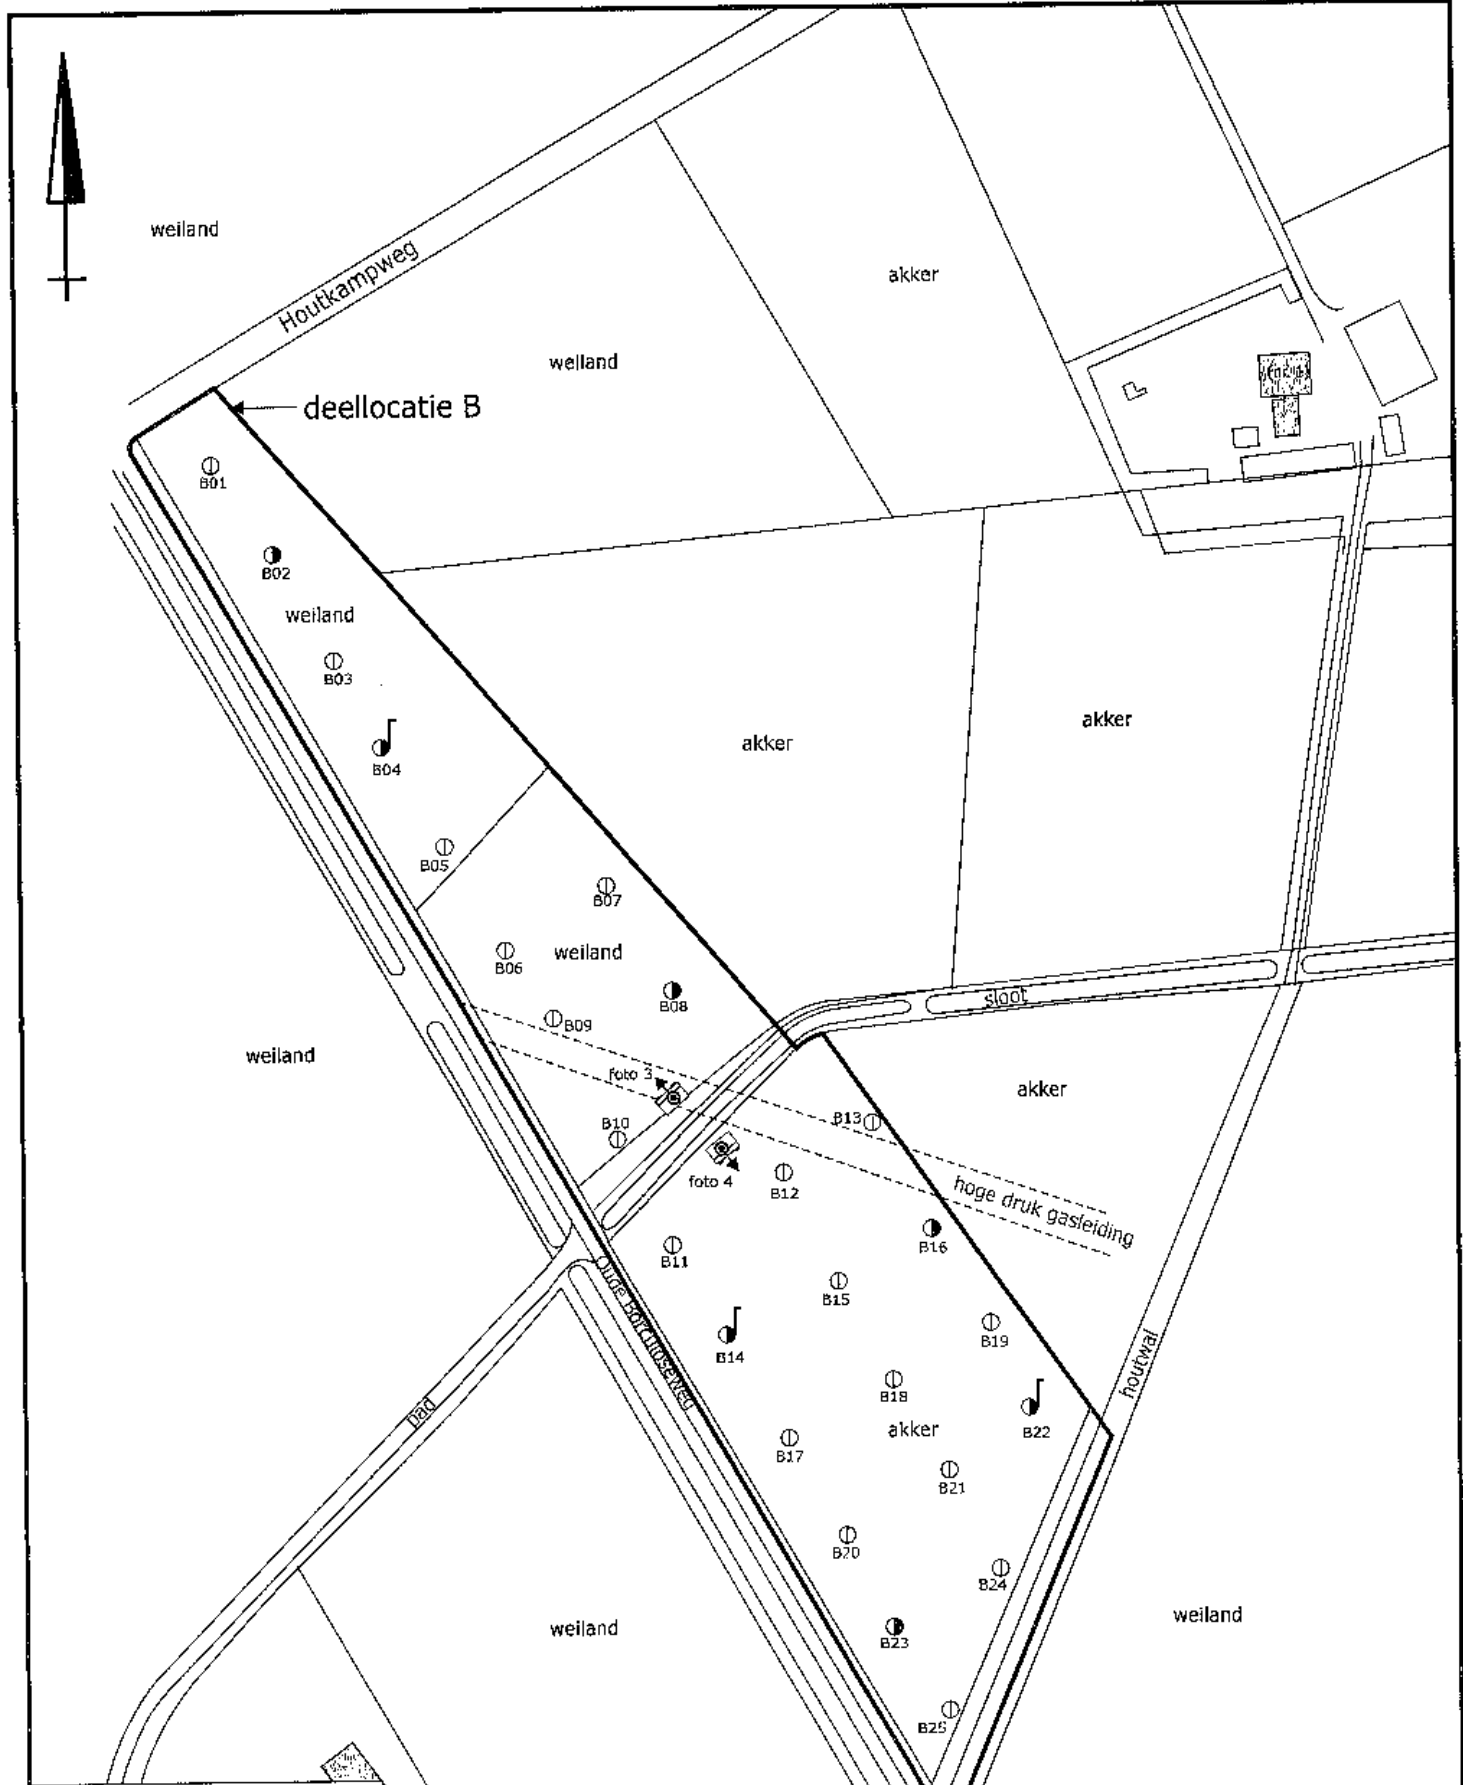 weiland
Houtkampweg
akker
weiland
deellocatie B
B01
B02
weiland
B03
akker
akker
B04
B05
B07
weiland
B06
B08
sloot
B09
weiland
foto 3
akker
B10
B13
foto 4
B12
hoge druk gasleiding
B16
B11
B15
Oude Borculoseweg
B19
B14
houtwal
B18
pad
akker
B22
B17
B21
B20
B24
weiland
weiland
B23
B25